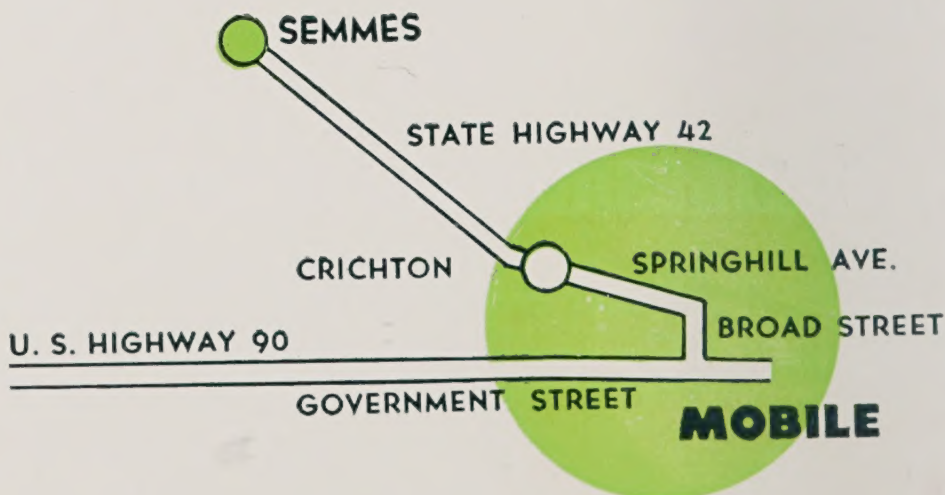 SEMMES
STATE HIGHWAY 42
CRICHTON
SPRINGHILL AVE.
BROAD STREET
U. S. HIGHWAY 90
GOVERNMENT STREET
MOBILE